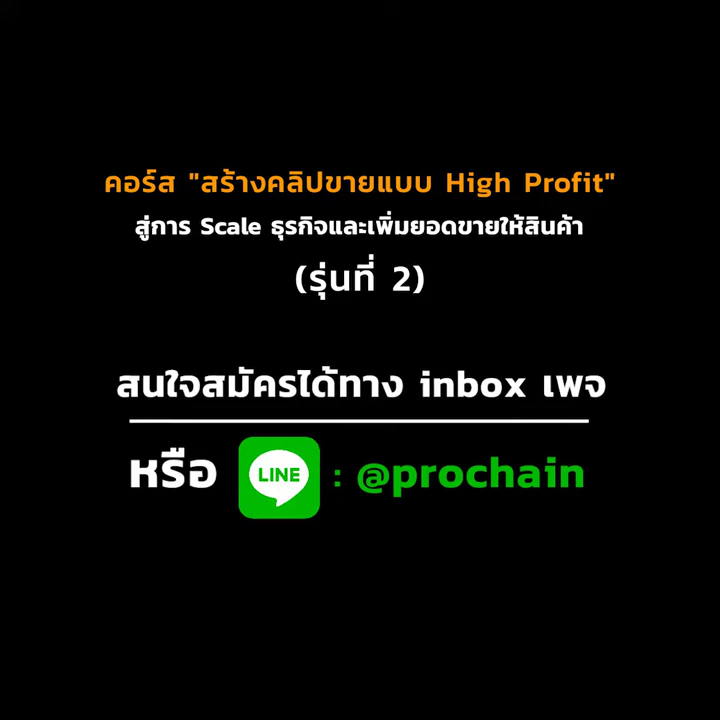 คอร์ส "สร้างคลิปขายแบบ High Profit"
สู่การ Scale ธุรกิจและเพิ่มยอดขายให้สินค้า
(รุ่นที่ 2)
สนใจสมัครได้ทาง inbox เพจ
หรือ LINE : @prochain